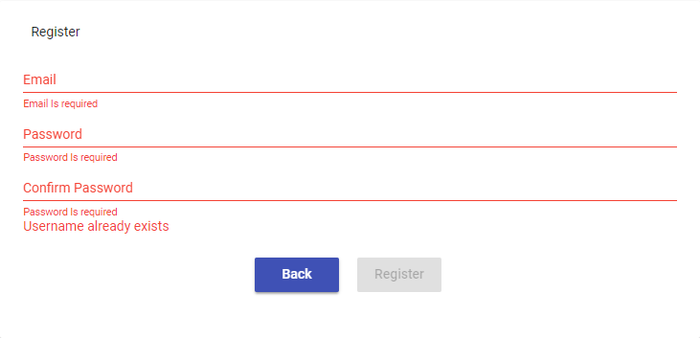 Register
Email
Email Is required
Password
Password Is required
Confirm Password
Password Is required
Username already exists
Back
Register